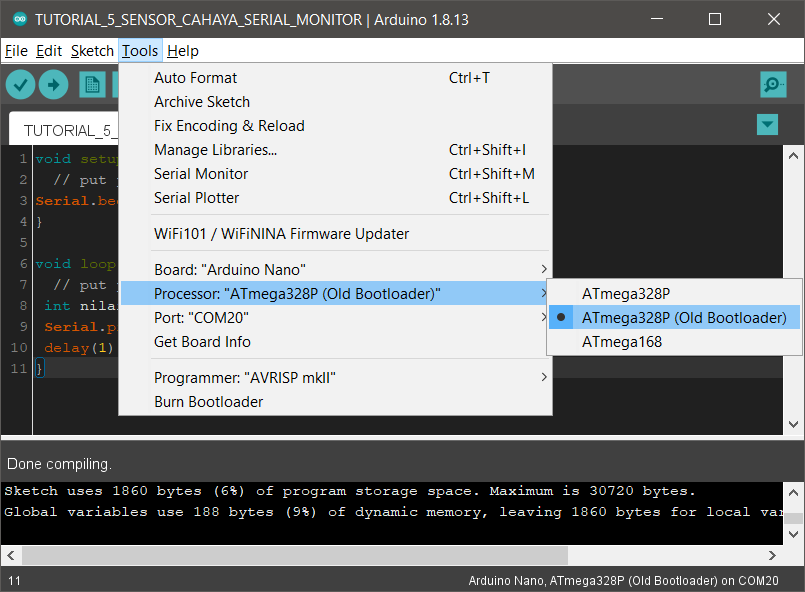 TUTORIAL_5_SENSOR_CAHAYA_SERIAL_MONITOR | Arduino 1.8.13
File Edit Sketch Tools Help
Auto Format Ctrl+T
Archive Sketch
Fix Encoding & Reload
Manage Libraries... Ctrl+Shift+I
Serial Monitor Ctrl+Shift+M
Serial Plotter Ctrl+Shift+L
WiFi101 / WiFiNINA Firmware Updater
Board: "Arduino Nano"
Processor: "ATmega328P (Old Bootloader)"
Port: "COM20"
Get Board Info
Programmer: "AVRISP mkII"
Burn Bootloader
ATmega328P
ATmega328P (Old Bootloader)
ATmega168
TUTORIAL_5_
1 void setup
2 // put
3 Serial.be
4 }
5
6 void loop
7 // put
8 int nila
9 Serial.p
10 delay(1)
11 }
Done compiling.
Sketch uses 1860 bytes (6%) of program storage space. Maximum is 30720 bytes.
Global variables use 188 bytes (9%) of dynamic memory, leaving 1860 bytes for local var
11 Arduino Nano, ATmega328P (Old Bootloader) on COM20